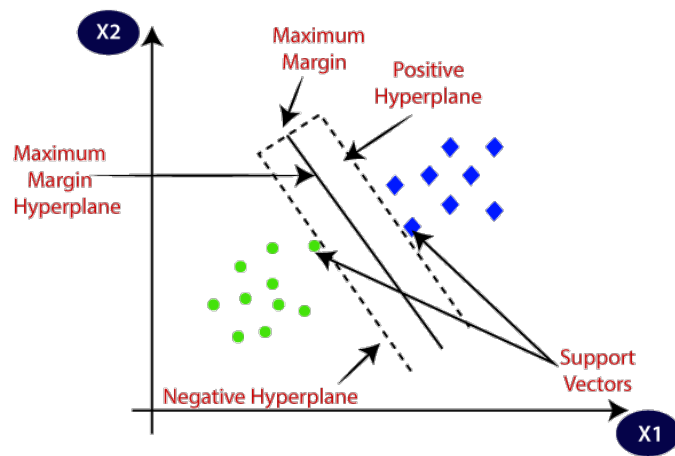 X2
Maximum
Margin
Positive
Hyperplane
Maximum
Margin
Hyperplane
Support
Vectors
Negative Hyperplane
X1